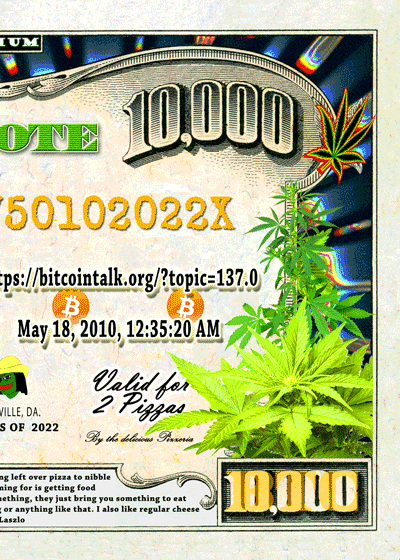 IUM
10,000
OTE
750102022X
tps://bitcointalk.org/?topic=137.0
May 18, 2010, 12:35:20 AM
Valid for
2 Pizzas
By the delicious Pizzeria
VILLE, DA.
S OF 2022
ng left over pizza to nibble
ning for is getting food
mething, they just bring you something to eat
g or anything like that. I also like regular cheese
Laszlo
10,000